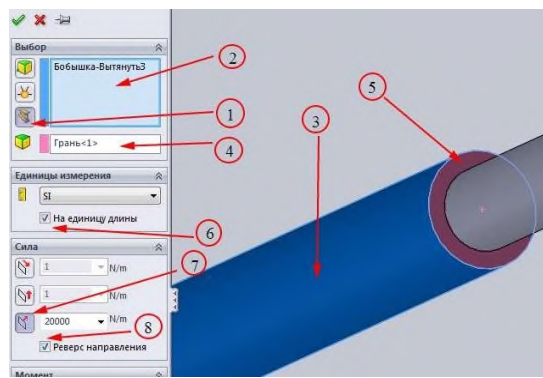 Выбор
Бобышка-Вытянуть3
2
1
Грань<1>
4
Единицы измерения
SI
На единицу длины
6
Сила
7
1 N/m
1 N/m
20000 N/m
8
Реверс направления
Момент
3
5